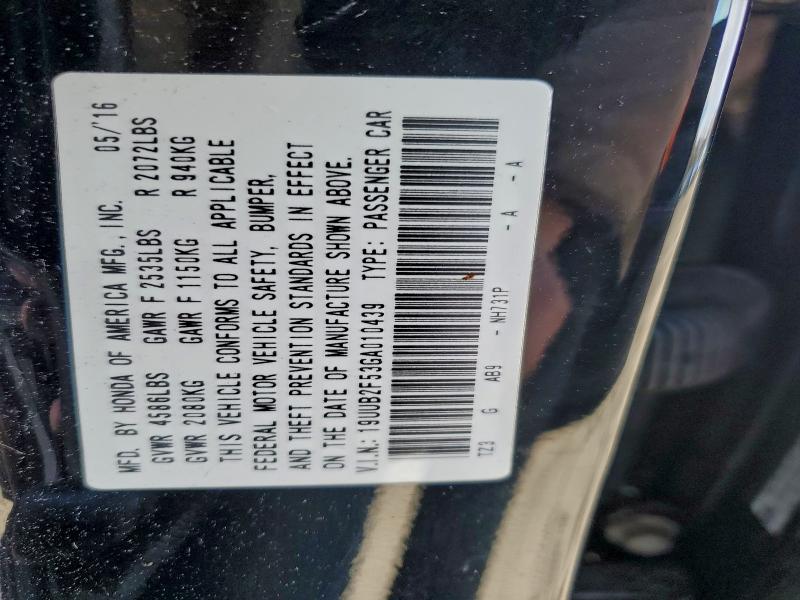 MFD. BY HONDA OF AMERICA MFG., INC. 05/'16
GVWR 4586LBS GAWR F 2535LBS R 2072LBS
GVWR 2080KG GAWR F 1150KG R 940KG
THIS VEHICLE CONFORMS TO ALL APPLICABLE
FEDERAL MOTOR VEHICLE SAFETY, BUMPER,
AND THEFT PREVENTION STANDARDS IN EFFECT
ON THE DATE OF MANUFACTURE SHOWN ABOVE.
V.I.N.: 19UUB2F53GA010439 TYPE: PASSENGER CAR
TZ3 G AB9 - NH731P - A - A